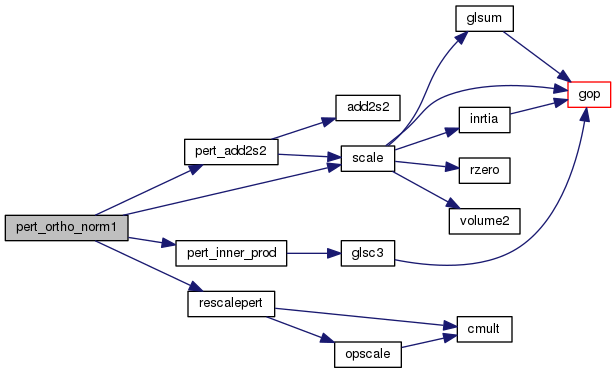 glsum
gop
add2s2
inrtia
pert_add2s2
scale
rzero
volume2
pert_ortho_norm1
pert_inner_prod
glsc3
rescalepert
cmult
opscale